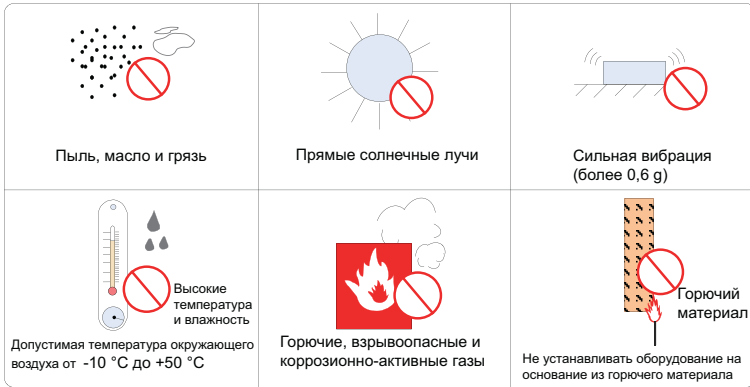 Пыль, масло и грязь
Прямые солнечные лучи
Сильная вибрация
(более 0,6 g)
Высокие
температура
и влажность
Допустимая температура окружающего
воздуха от -10 °C до +50 °C
Горючие, взрывоопасные и
коррозионно-активные газы
Горючий
материал
Не устанавливать оборудование на
основание из горючего материала